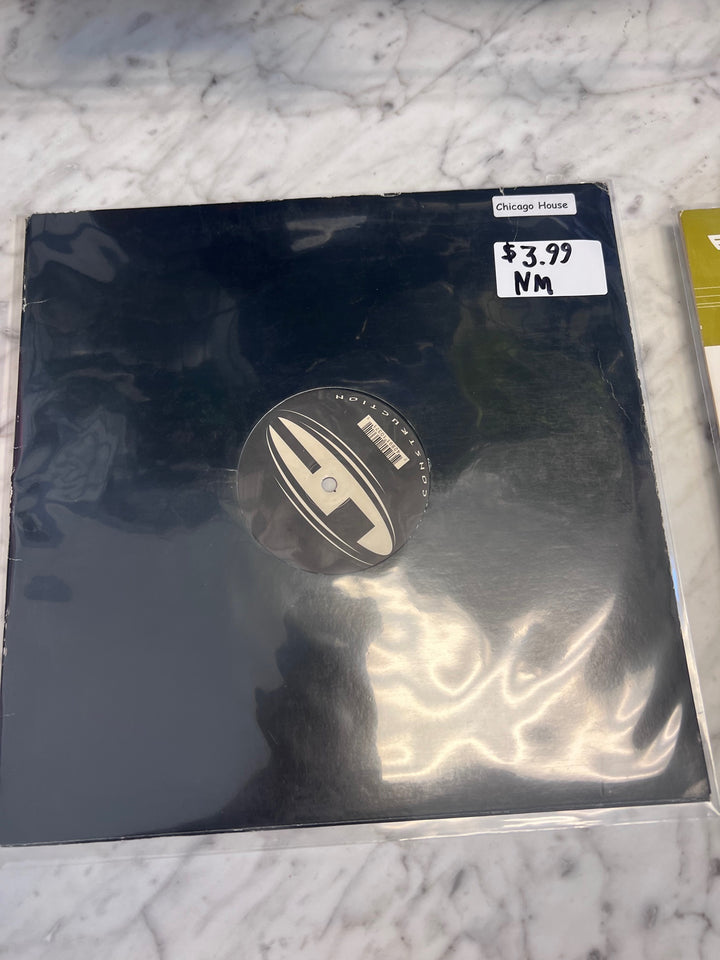 Chicago House
$3.99
NM
CONSTRUCTION